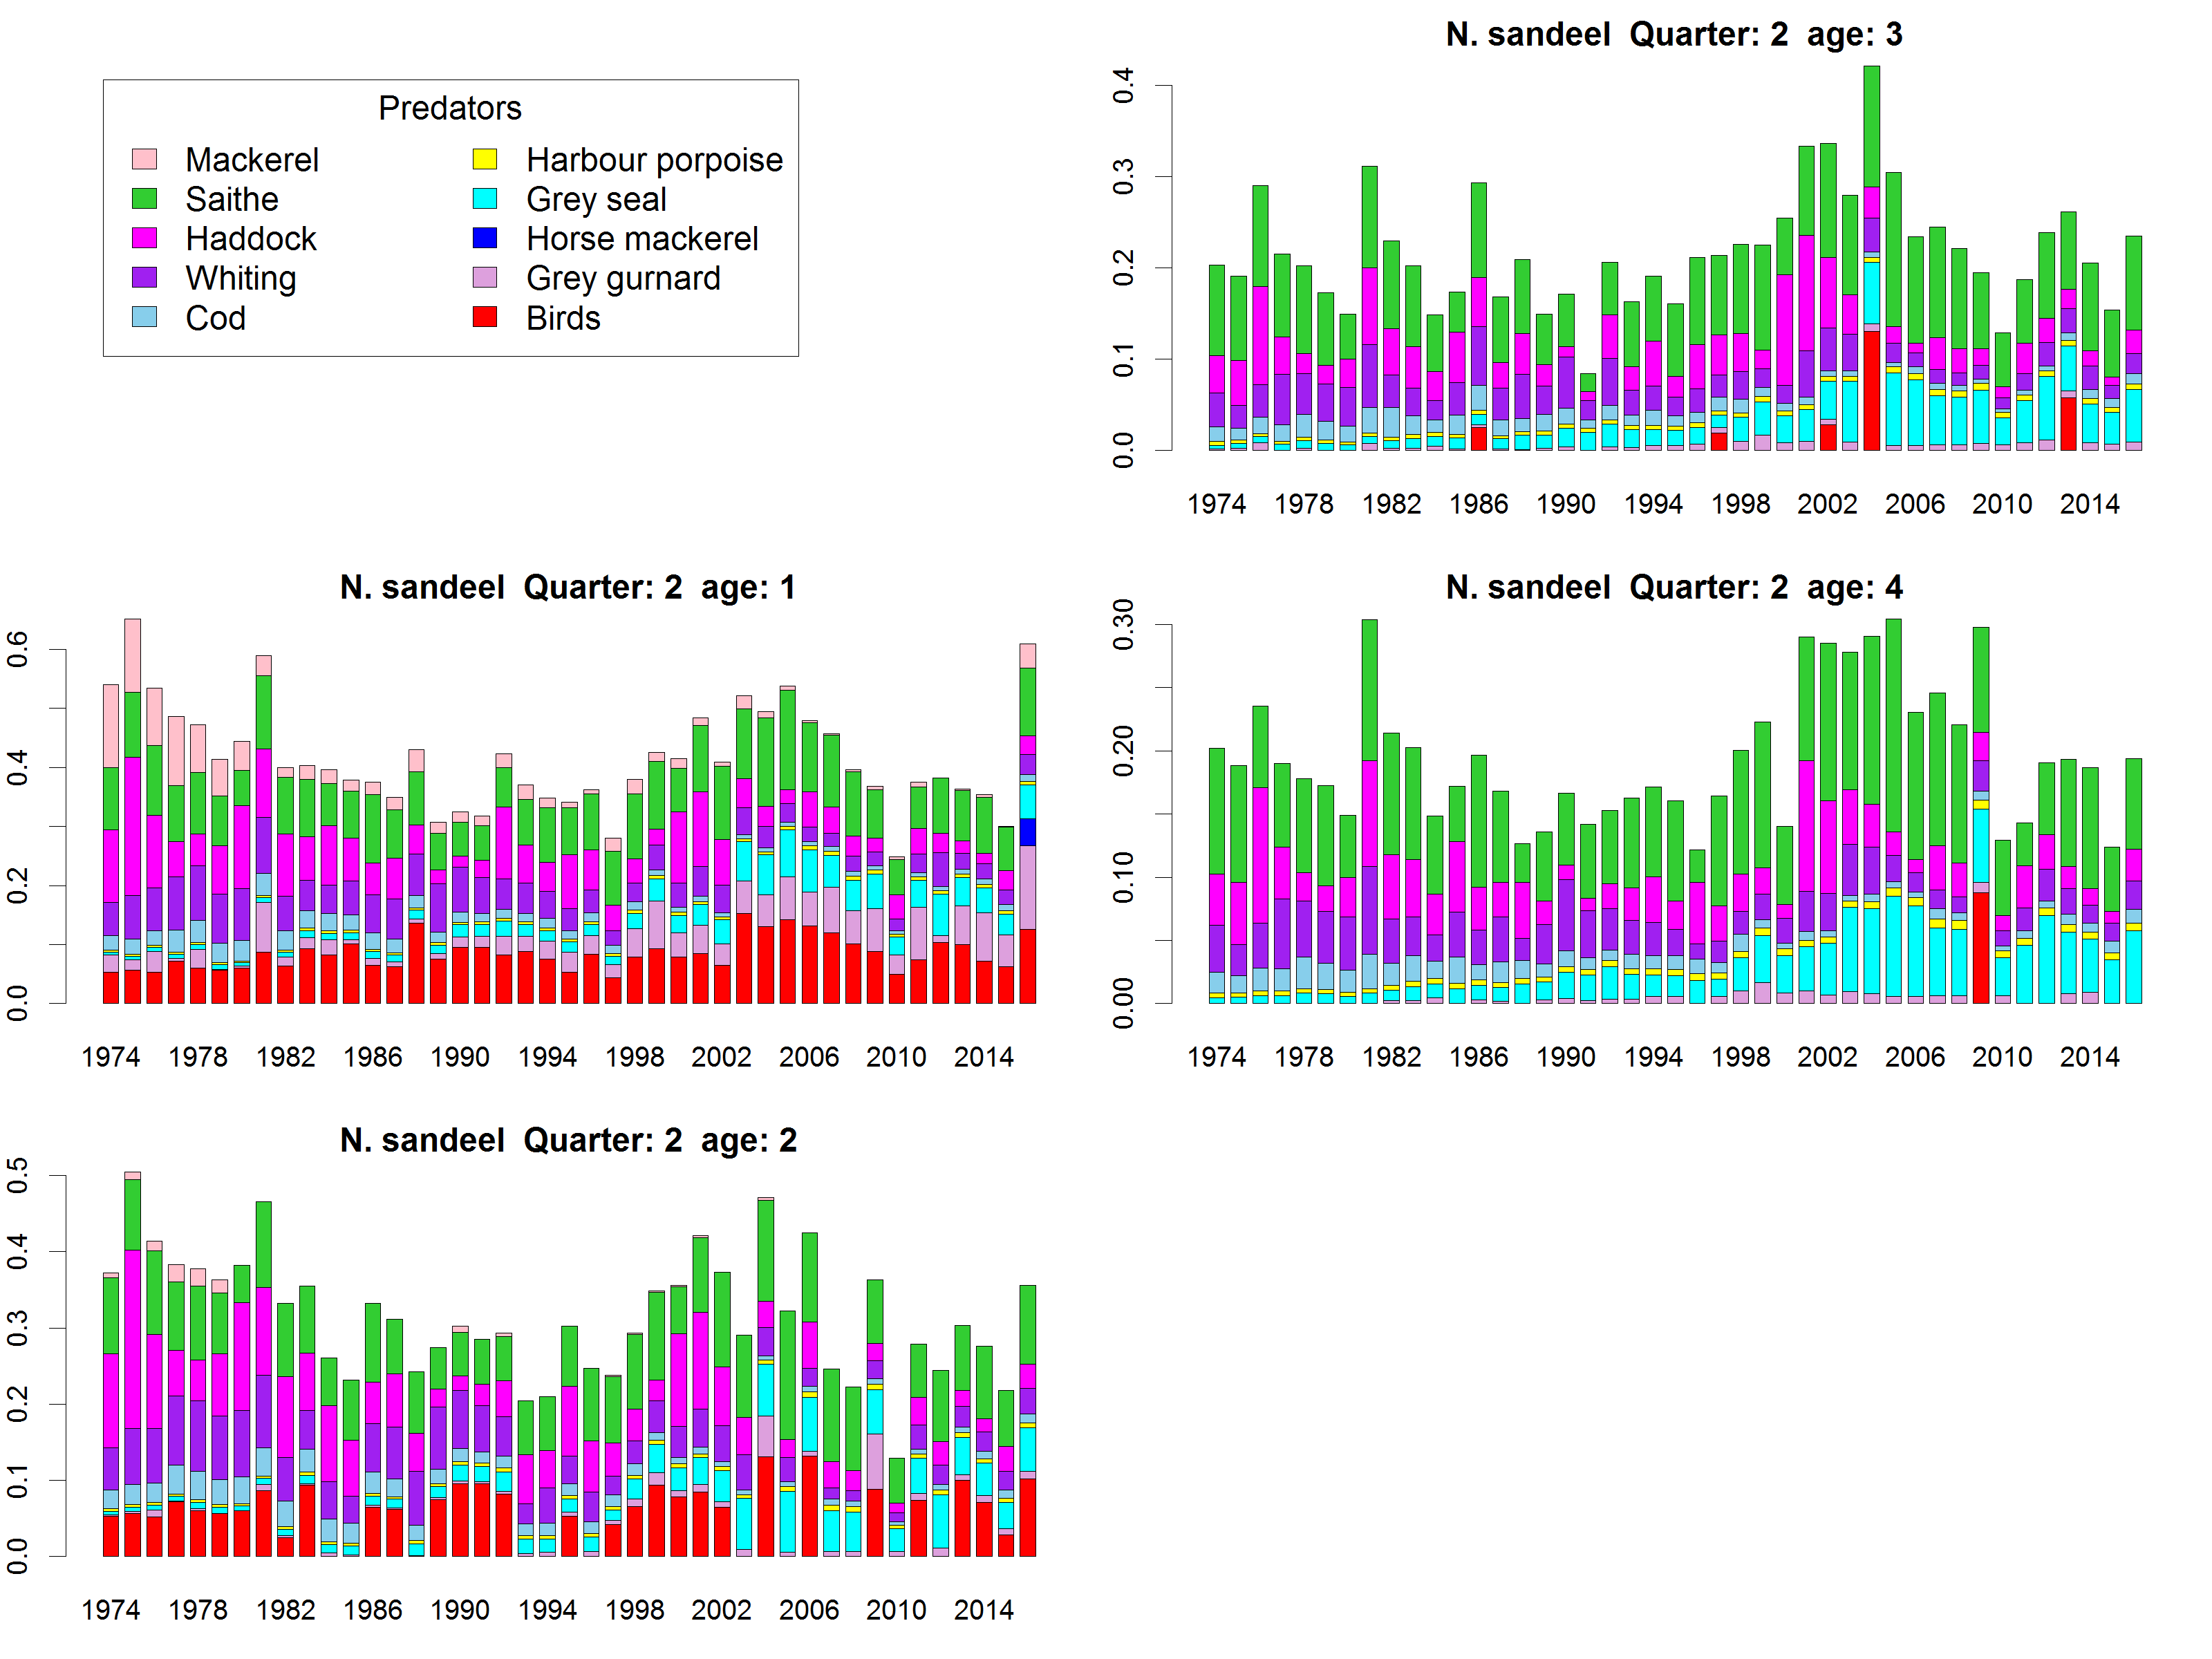 Predators
Mackerel Harbour porpoise
Saithe Grey seal
Haddock Horse mackerel
Whiting Grey gurnard
Cod Birds
N. sandeel Quarter: 2 age: 3
0.4
0.3
0.2
0.1
0.0
1974 1978 1982 1986 1990 1994 1998 2002 2006 2010 2014
N. sandeel Quarter: 2 age: 1
0.6
0.4
0.2
0.0
1974 1978 1982 1986 1990 1994 1998 2002 2006 2010 2014
N. sandeel Quarter: 2 age: 4
0.30
0.20
0.10
0.00
1974 1978 1982 1986 1990 1994 1998 2002 2006 2010 2014
N. sandeel Quarter: 2 age: 2
0.5
0.4
0.3
0.2
0.1
0.0
1974 1978 1982 1986 1990 1994 1998 2002 2006 2010 2014